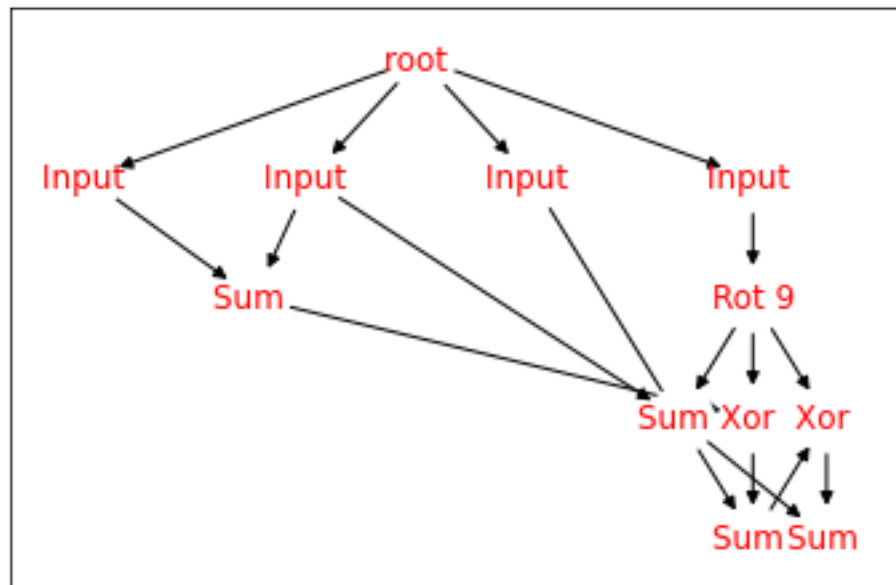 root
Input Input Input Input
Sum Rot 9
Sum Xor Xor
Sum Sum